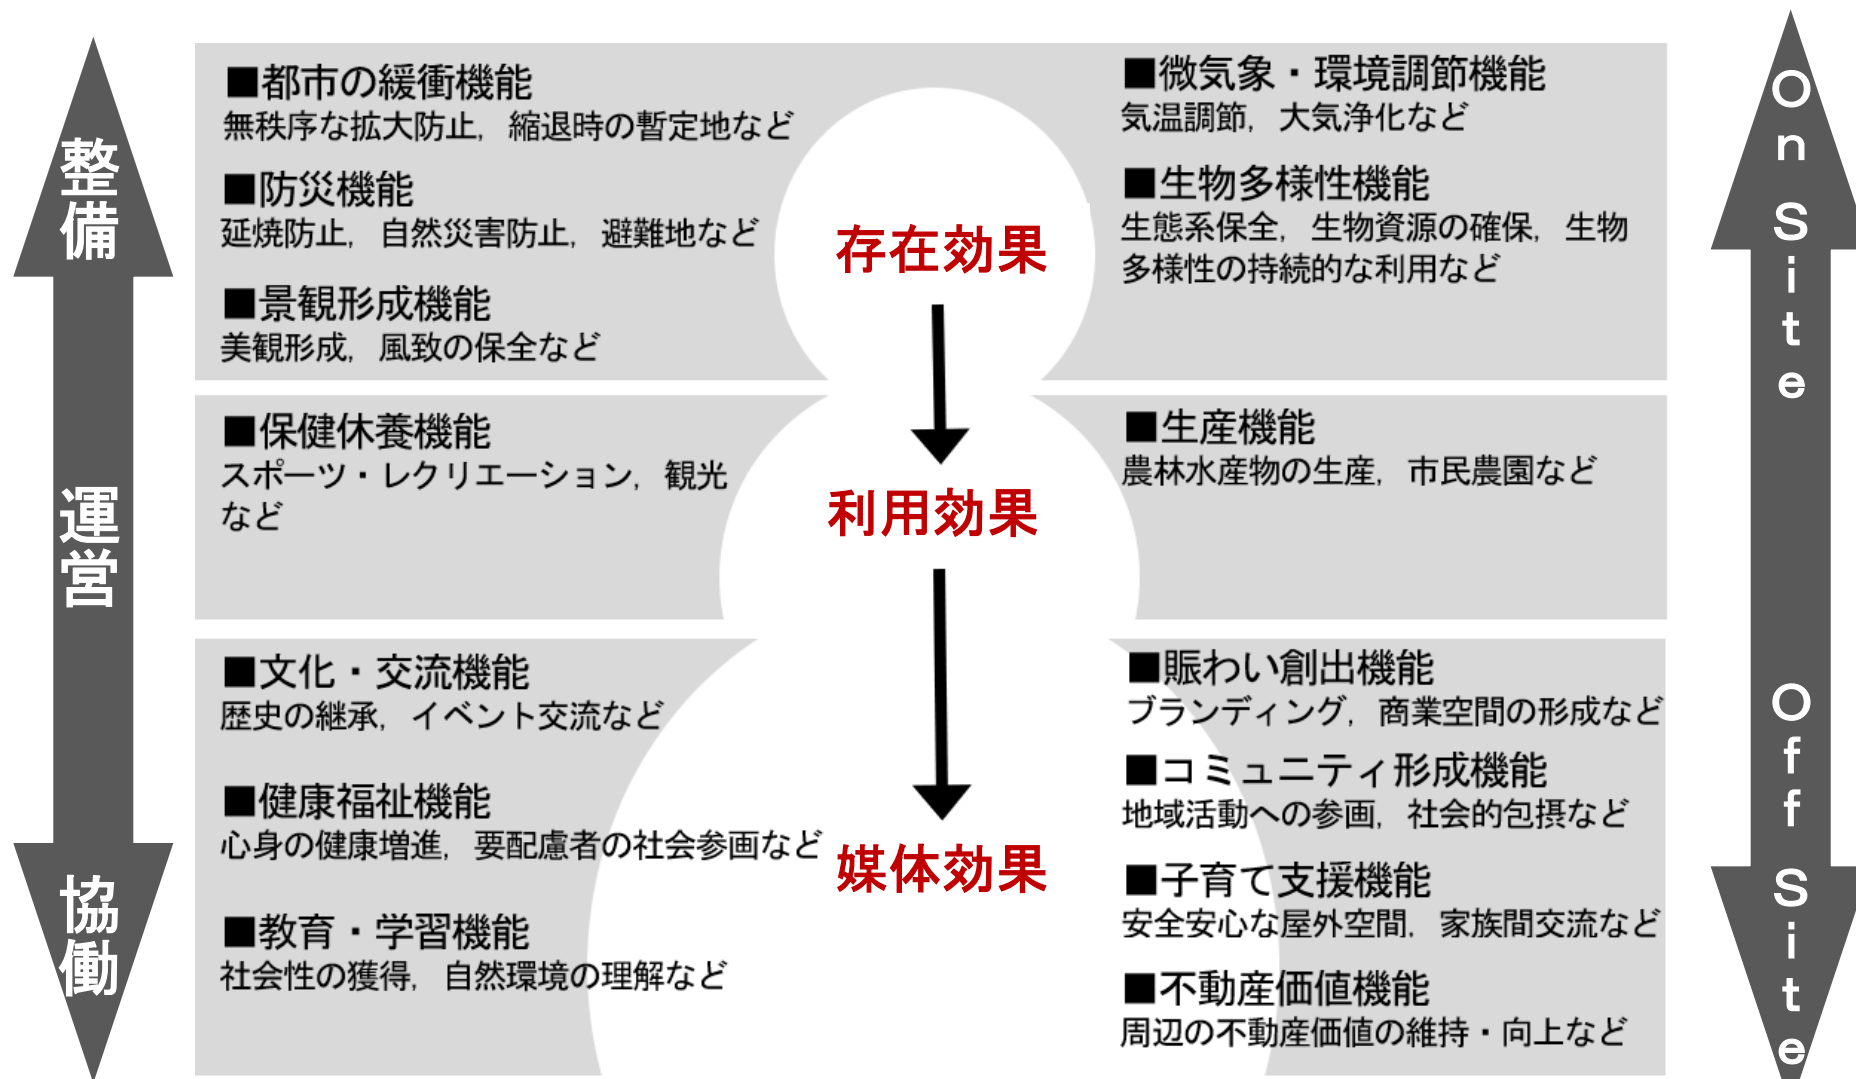 整備
運営
協働
■都市の緩衝機能
無秩序な拡大防止，縮退時の暫定地など
■防災機能
延焼防止，自然災害防止，避難地など
■景観形成機能
美観形成，風致の保全など
存在効果
■微気象・環境調節機能
気温調節，大気浄化など
■生物多様性機能
生態系保全，生物資源の確保，生物
多様性の持続的な利用など
■保健休養機能
スポーツ・レクリエーション，観光
など
利用効果
■生産機能
農林水産物の生産，市民農園など
■文化・交流機能
歴史の継承，イベント交流など
■健康福祉機能
心身の健康増進，要配慮者の社会参画など
■教育・学習機能
社会性の獲得，自然環境の理解など
媒体効果
■賑わい創出機能
ブランディング，商業空間の形成など
■コミュニティ形成機能
地域活動への参画，社会的包摂など
■子育て支援機能
安全安心な屋外空間，家族間交流など
■不動産価値機能
周辺の不動産価値の維持・向上など
On Site
Off Site